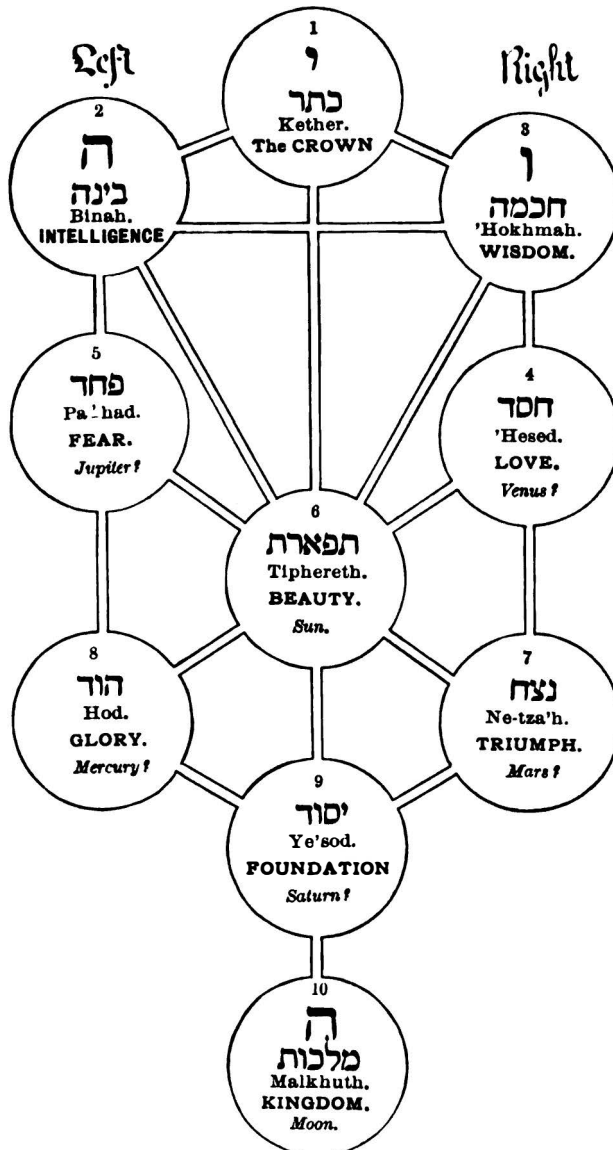 Left
Right
1
י
כתר
Kether.
The CROWN
2
ה
בינה
Binah.
INTELLIGENCE
3
ו
חכמה
'Hokhmah.
WISDOM.
5
פחד
Pa'had.
FEAR.
Jupiter?
4
חסד
'Hesed.
LOVE.
Venus?
6
תפארת
Tiphereth.
BEAUTY.
Sun.
8
הוד
Hod.
GLORY.
Mercury?
7
נצח
Ne-tza'h.
TRIUMPH.
Mars?
9
יסוד
Ye'sod.
FOUNDATION
Saturn?
10
ה
מלכות
Malkhuth.
KINGDOM.
Moon.